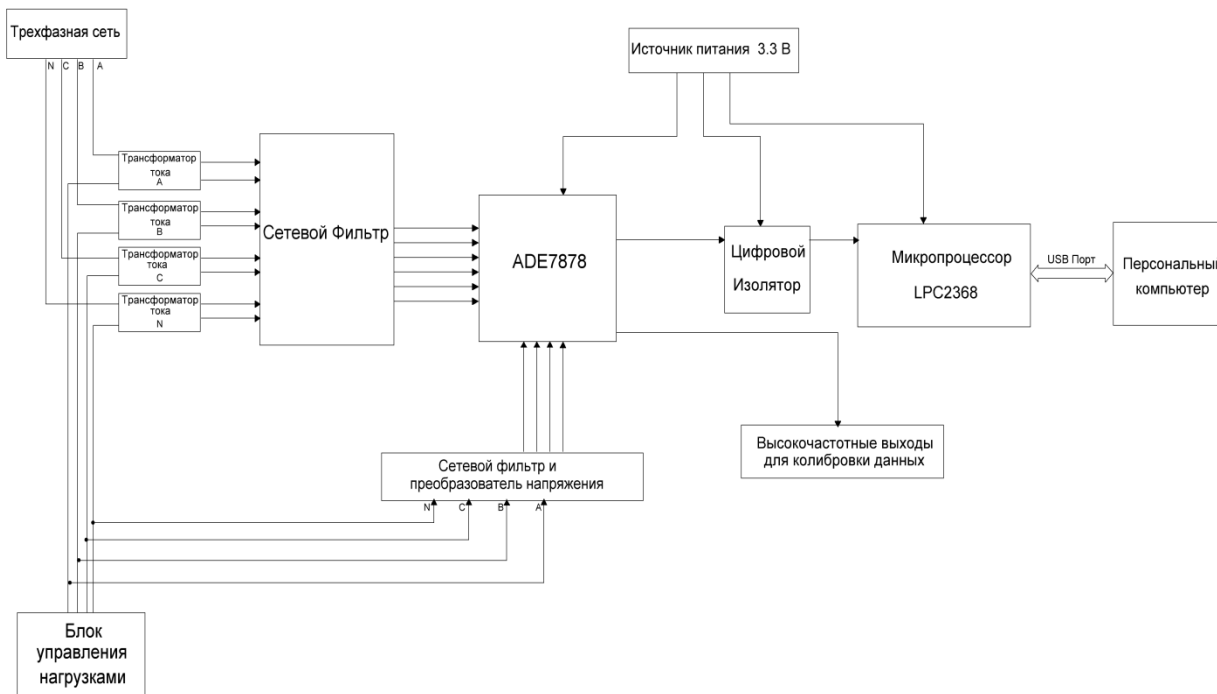 Трехфазная сеть
N C B A
Источник питания 3.3 В
Трансформатор
тока
A
Трансформатор
тока
B
Трансформатор
тока
C
Трансформатор
тока
N
Сетевой Фильтр
ADE7878
Цифровой
Изолятор
Микропроцессор
LPC2368
USB Порт
Персональный
компьютер
Высокочастотные выходы
для колибровки данных
Сетевой фильтр и
преобразователь напряжения
N C B A
Блок
управления
нагрузками